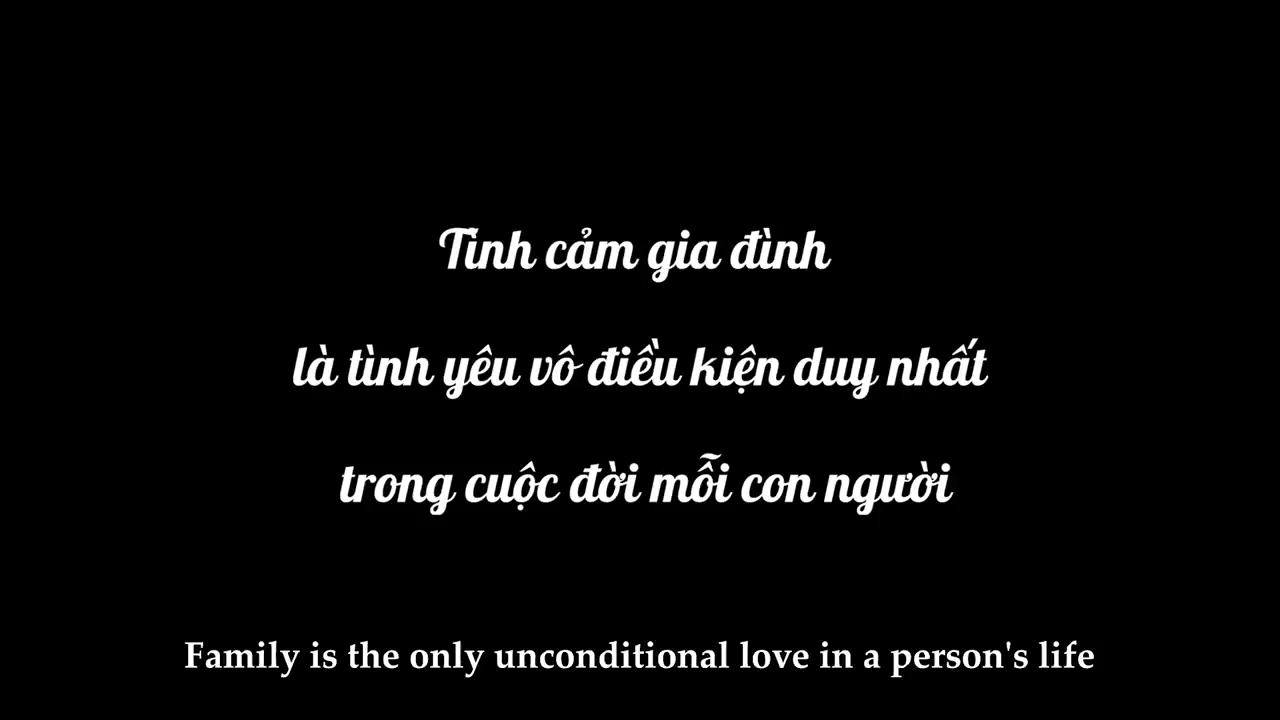 Tình cảm gia đình
là tình yêu vô điều kiện duy nhất
trong cuộc đời mỗi con người
Family is the only unconditional love in a person's life